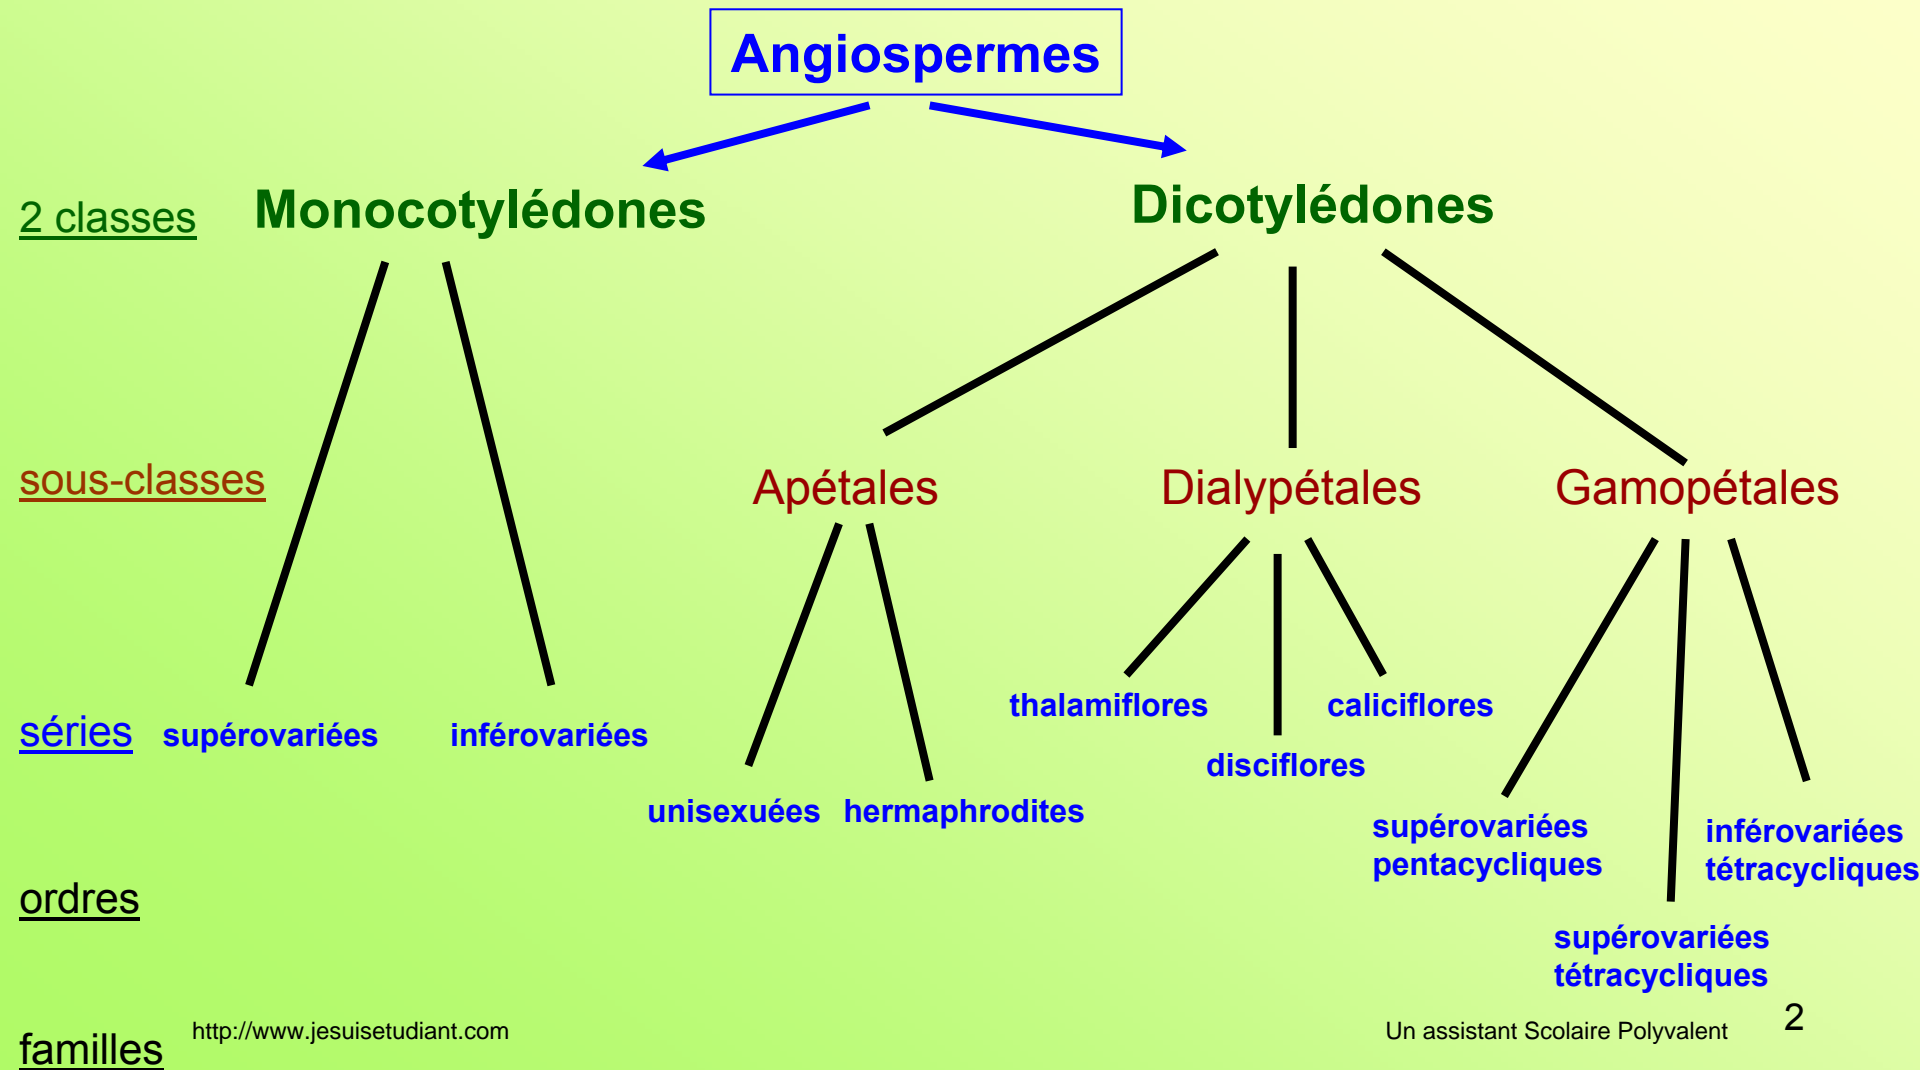 Angiospermes
2 classes
Monocotylédones
Dicotylédones
sous-classes
Apétales
Dialypétales
Gamopétales
séries
supérovariées
inférovariées
unisexuées
hermaphrodites
thalamiflores
disciflores
caliciflores
supérovariées
pentacycliques
supérovariées
tétracycliques
inférovariées
tétracycliques
ordres
familles
http://www.jesuisetudiant.com
Un assistant Scolaire Polyvalent
2